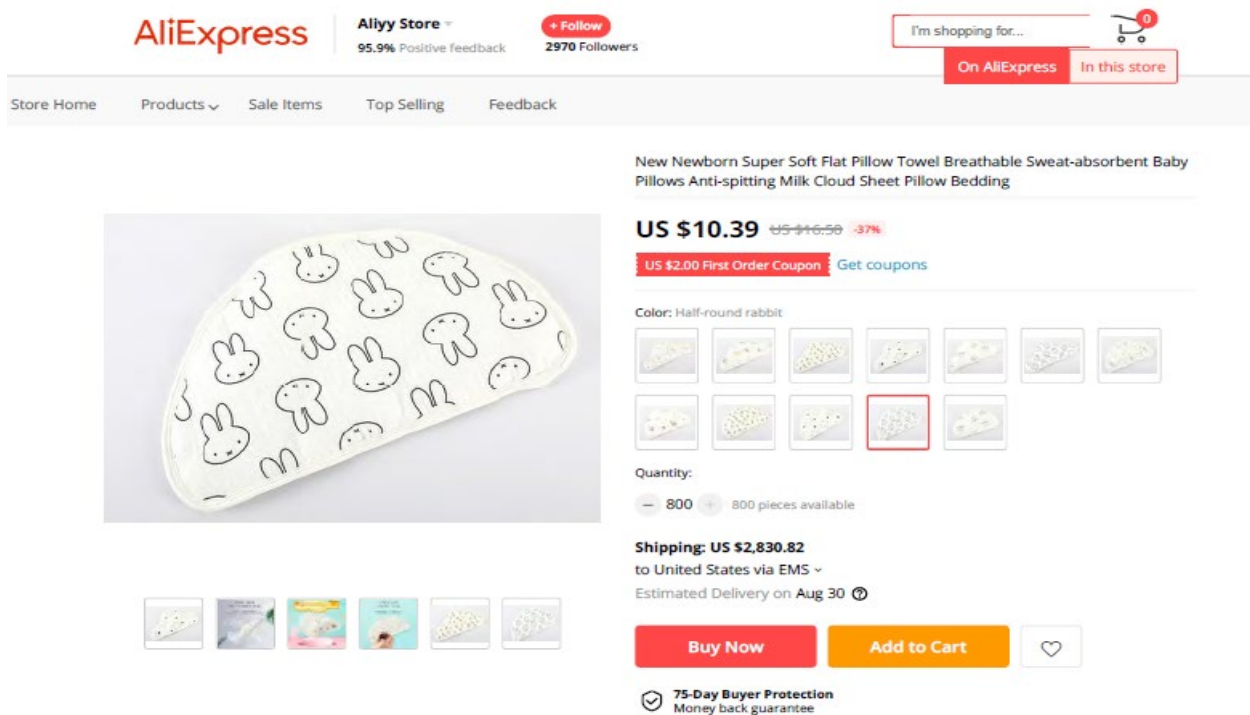 AliExpress
Aliyy Store
95.9% Positive feedback
+ Follow
2970 Followers
I'm shopping for...
0
On AliExpress
In this store
Store Home
Products
Sale Items
Top Selling
Feedback
New Newborn Super Soft Flat Pillow Towel Breathable Sweat-absorbent Baby
Pillows Anti-spitting Milk Cloud Sheet Pillow Bedding
US $10.39 US $16.50 -37%
US $2.00 First Order Coupon Get coupons
Color: Half-round rabbit
Quantity:
− 800 + 800 pieces available
Shipping: US $2,830.82
to United States via EMS
Estimated Delivery on Aug 30
Buy Now
Add to Cart
75-Day Buyer Protection
Money back guarantee